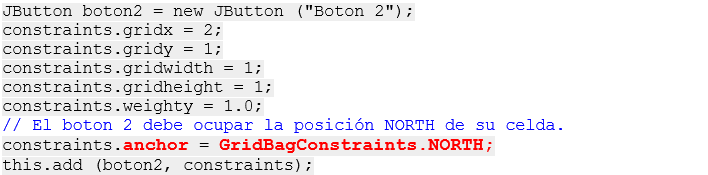 JButton boton2 = new JButton ("Boton 2");
constraints.gridx = 2;
constraints.gridy = 1;
constraints.gridwidth = 1;
constraints.gridheight = 1;
constraints.weighty = 1.0;
// El boton 2 debe ocupar la posición NORTH de su celda.
constraints.anchor = GridBagConstraints.NORTH;
this.add (boton2, constraints);